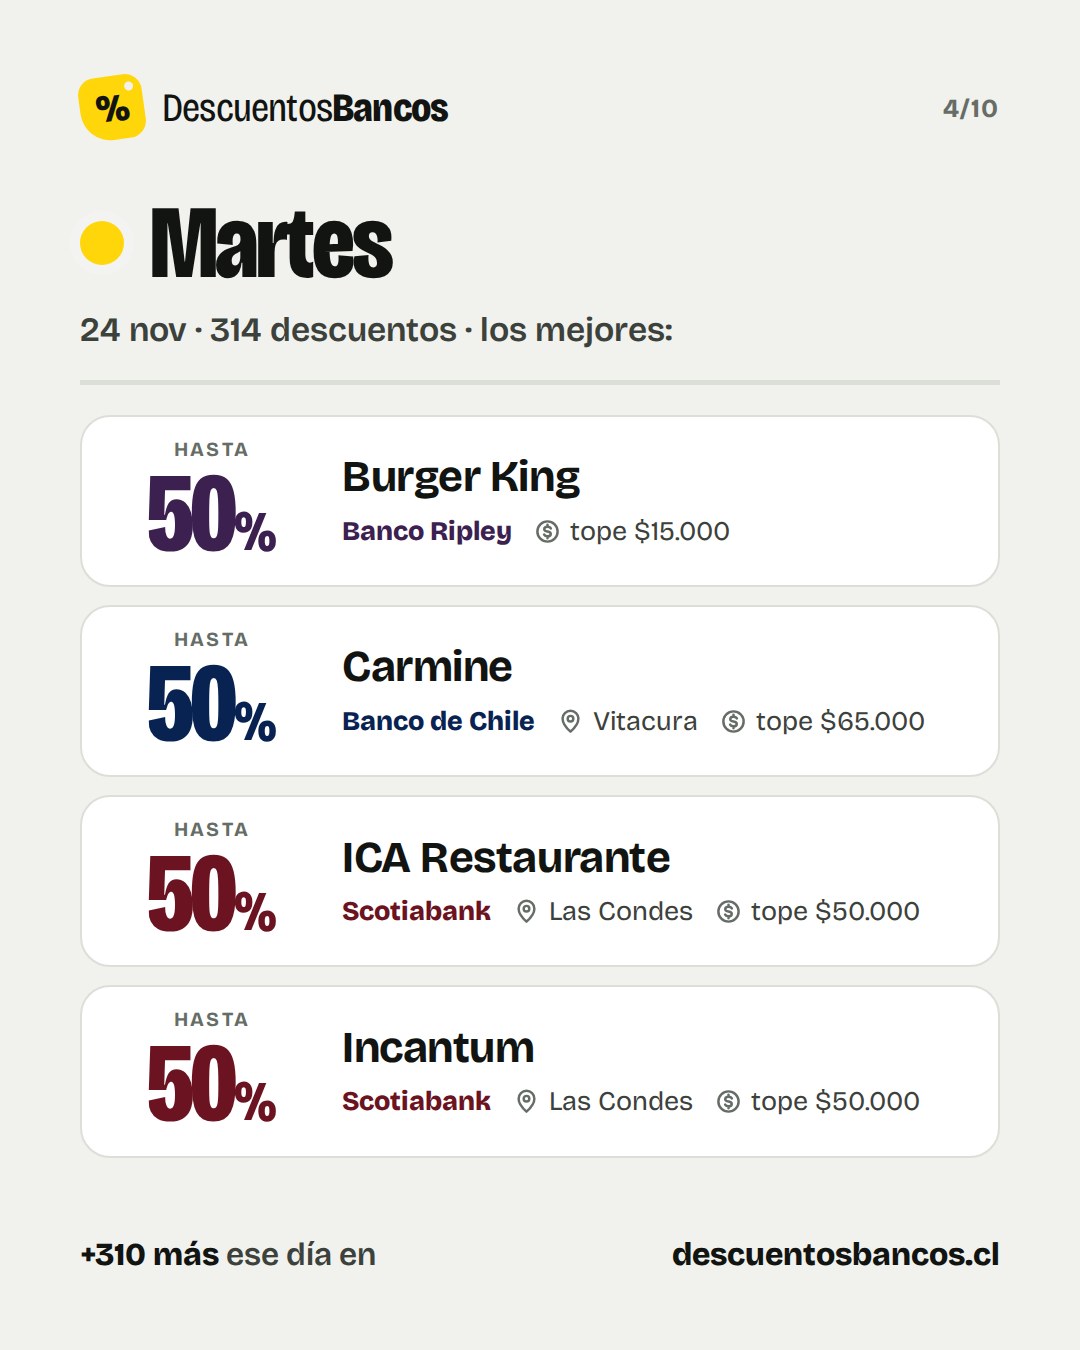 % DescuentosBancos
4/10
Martes
24 nov · 314 descuentos · los mejores:
HASTA
50%
Burger King
Banco Ripley $ tope $15.000
HASTA
50%
Carmine
Banco de Chile Vitacura $ tope $65.000
HASTA
50%
ICA Restaurante
Scotiabank Las Condes $ tope $50.000
HASTA
50%
Incantum
Scotiabank Las Condes $ tope $50.000
+310 más ese día en
descuentosbancos.cl